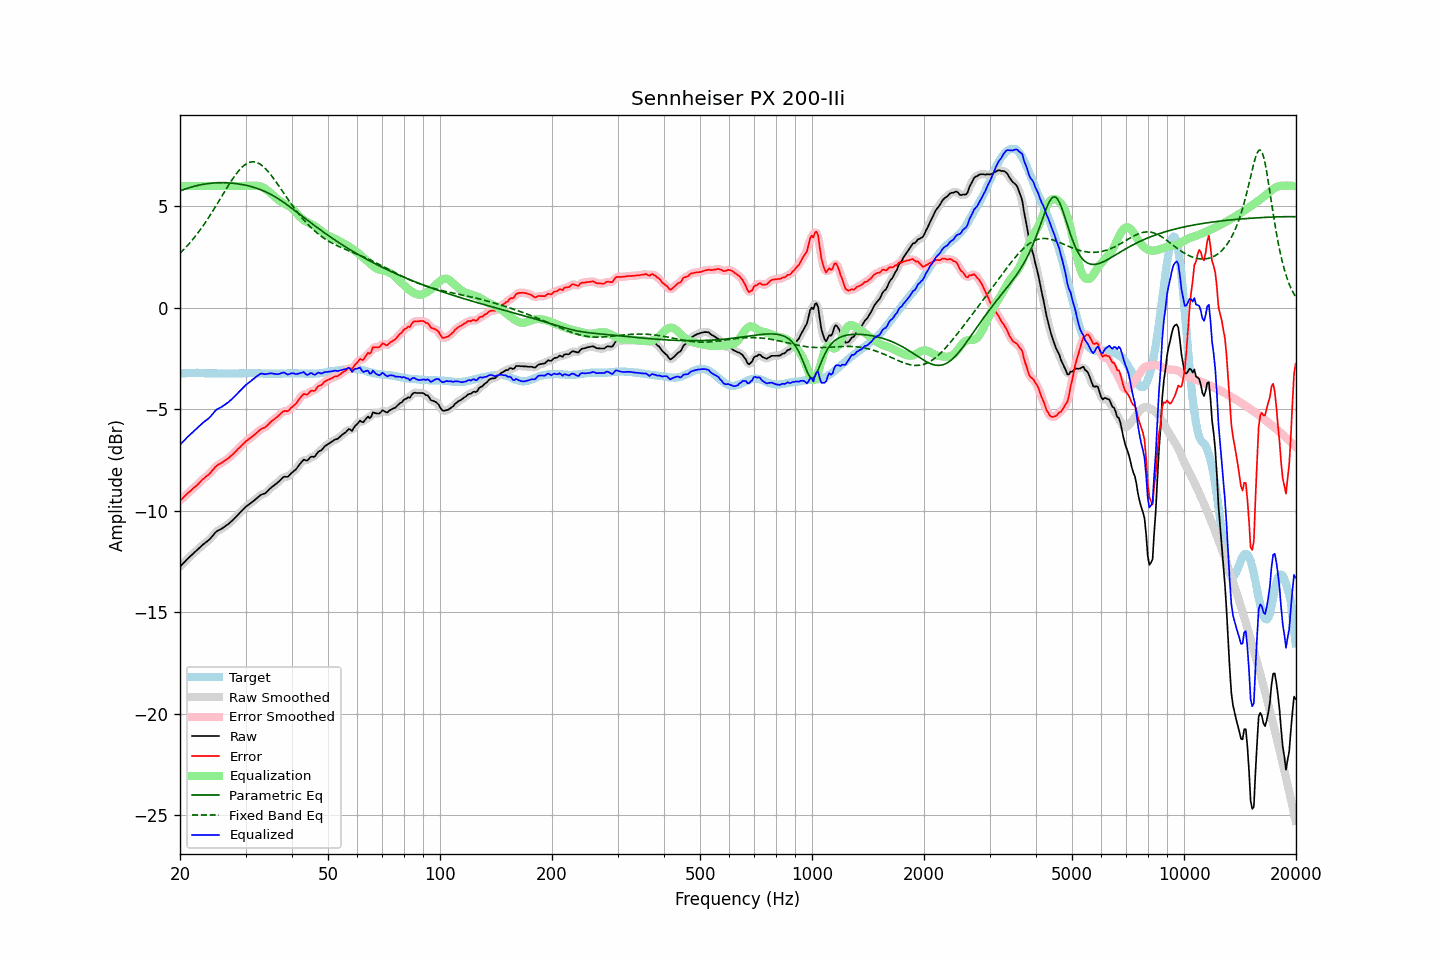 Sennheiser PX 200-IIi
5
0
−5
−10
−15
−20
−25
Amplitude (dBr)
Target
Raw Smoothed
Error Smoothed
Raw
Error
Equalization
Parametric Eq
Fixed Band Eq
Equalized
20 50 100 200 500 1000 2000 5000 10000 20000
Frequency (Hz)